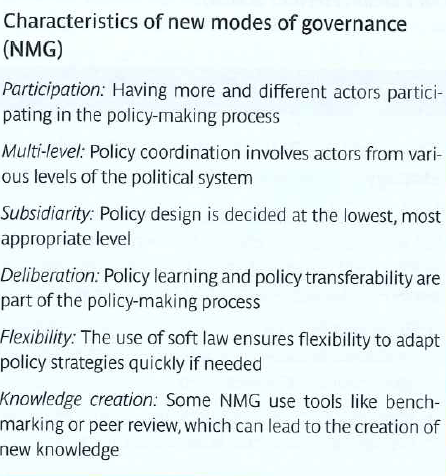 Characteristics of new modes of governance
(NMG)
Participation: Having more and different actors partici-
pating in the policy-making process
Multi-level: Policy coordination involves actors from vari-
ous levels of the political system
Subsidiarity: Policy design is decided at the lowest, most
appropriate level
Deliberation: Policy learning and policy transferability are
part of the policy-making process
Flexibility: The use of soft law ensures flexibility to adapt
policy strategies quickly if needed
Knowledge creation: Some NMG use tools like bench-
marking or peer review, which can lead to the creation of
new knowledge